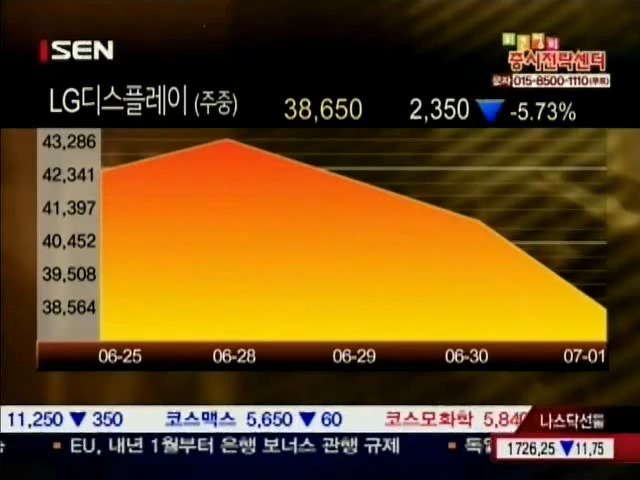 SEN
증시전략센터
문자 015-8500-1110 (무료)
LG디스플레이 (주중) 38,650 2,350 ▼ -5.73%
43,286
42,341
41,397
40,452
39,508
38,564
06-25 06-28 06-29 06-30 07-01
11,250 ▼ 350 코스맥스 5,650 ▼ 60 코스모화학 5,840
나스닥선물
EU, 내년 1월부터 은행 보너스 관행 규제 독일
1726,25 ▼ 11,75